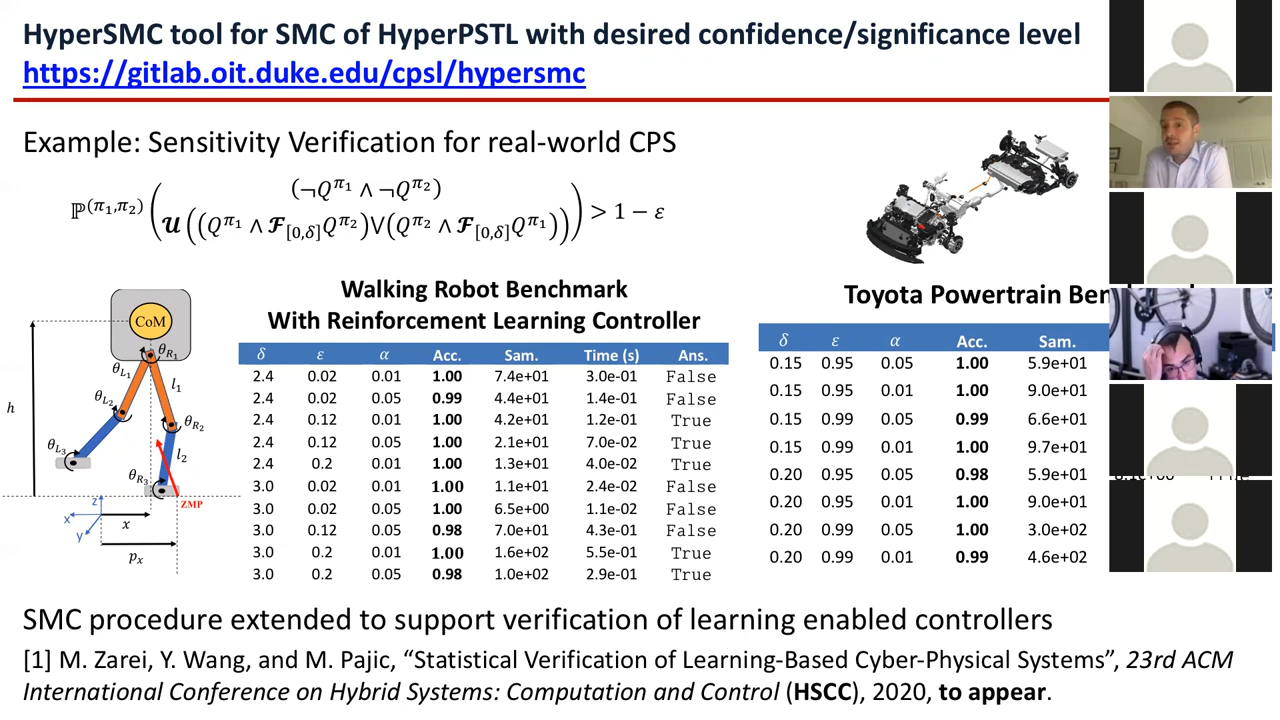 HyperSMC tool for SMC of HyperPSTL with desired confidence/significance level
https://gitlab.oit.duke.edu/cpsl/hypersmc
Example: Sensitivity Verification for real-world CPS
(¬Q^π₁ ∧ ¬Q^π₂)
ℙ^(π₁,π₂) ( 𝓤 ((Q^π₁ ∧ 𝓕_[0,δ] Q^π₂) ⋁ (Q^π₂ ∧ 𝓕_[0,δ] Q^π₁)) ) > 1 − ε
Walking Robot Benchmark
With Reinforcement Learning Controller
δ ε α Acc. Sam. Time (s) Ans.
2.4 0.02 0.01 1.00 7.4e+01 3.0e-01 False
2.4 0.02 0.05 0.99 4.4e+01 1.4e-01 False
2.4 0.12 0.01 1.00 4.2e+01 1.2e-01 True
2.4 0.12 0.05 1.00 2.1e+01 7.0e-02 True
2.4 0.2 0.01 1.00 1.3e+01 4.0e-02 True
3.0 0.02 0.01 1.00 1.1e+01 2.4e-02 False
3.0 0.02 0.05 1.00 6.5e+00 1.1e-02 False
3.0 0.12 0.05 0.98 7.0e+01 4.3e-01 False
3.0 0.2 0.01 1.00 1.6e+02 5.5e-01 True
3.0 0.2 0.05 0.98 1.0e+02 2.9e-01 True
CoM
θ_R₁
θ_L₁
l₁
θ_L₂
h
θ_R₂
θ_L₃
l₂
θ_R₃
ZMP
z
x
x
y
p_x
Toyota Powertrain
δ ε α Acc. Sam.
0.15 0.95 0.05 1.00 5.9e+01
0.15 0.95 0.01 1.00 9.0e+01
0.15 0.99 0.05 0.99 6.6e+01
0.15 0.99 0.01 1.00 9.7e+01
0.20 0.95 0.05 0.98 5.9e+01
0.20 0.95 0.01 1.00 9.0e+01
0.20 0.99 0.05 1.00 3.0e+02
0.20 0.99 0.01 0.99 4.6e+02
SMC procedure extended to support verification of learning enabled controllers
[1] M. Zarei, Y. Wang, and M. Pajic, “Statistical Verification of Learning-Based Cyber-Physical Systems”, 23rd ACM
International Conference on Hybrid Systems: Computation and Control (HSCC), 2020, to appear.